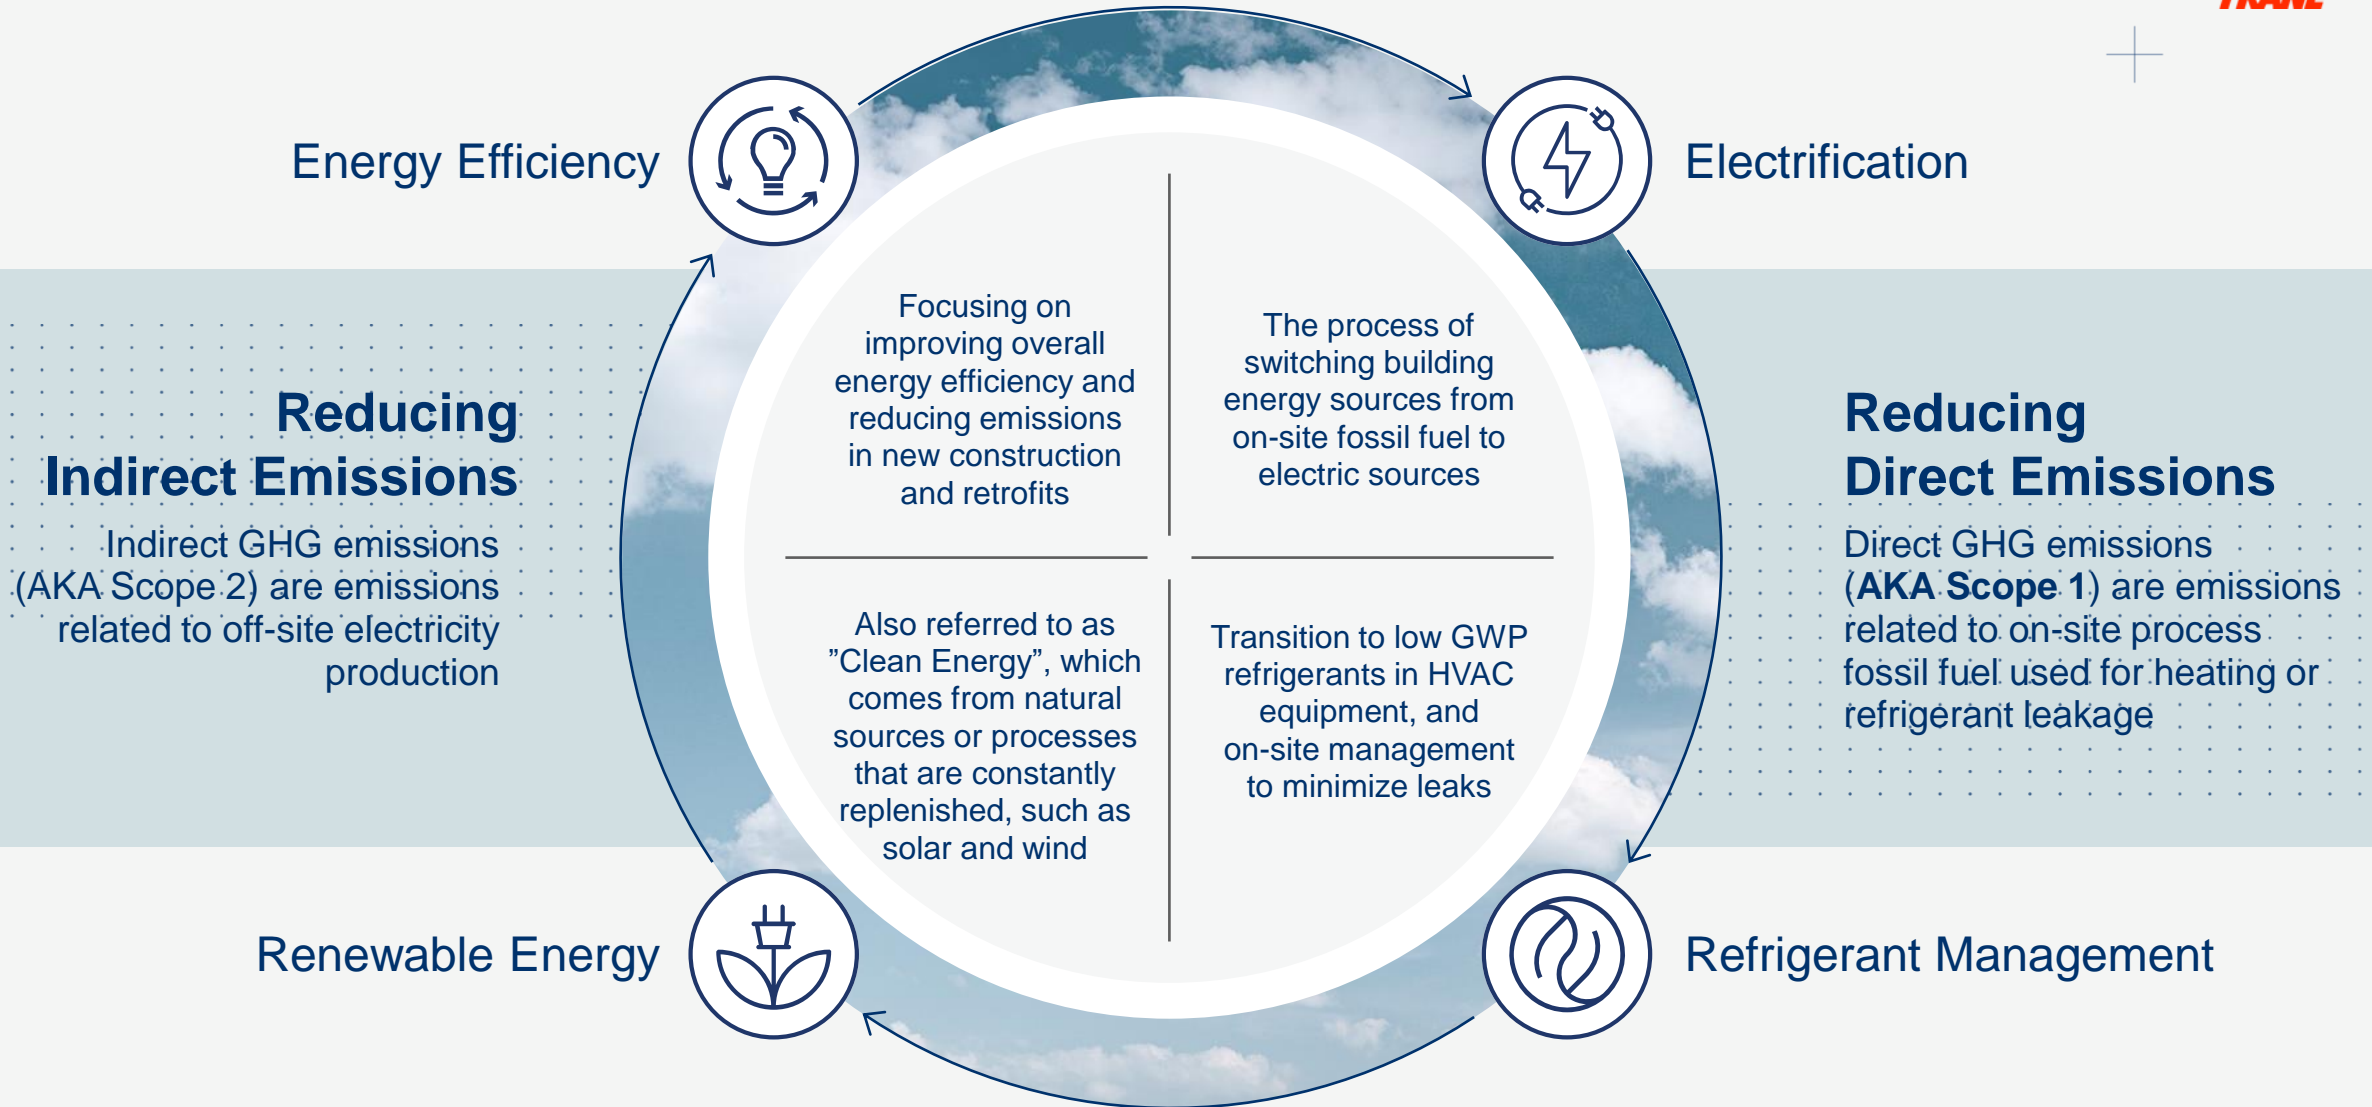 TRANE
Energy Efficiency
Electrification
Reducing
Indirect Emissions
Indirect GHG emissions
(AKA Scope 2) are emissions
related to off-site electricity
production
Focusing on
improving overall
energy efficiency and
reducing emissions
in new construction
and retrofits
The process of
switching building
energy sources from
on-site fossil fuel to
electric sources
Also referred to as
”Clean Energy”, which
comes from natural
sources or processes
that are constantly
replenished, such as
solar and wind
Transition to low GWP
refrigerants in HVAC
equipment, and
on-site management
to minimize leaks
Reducing
Direct Emissions
Direct GHG emissions
(AKA Scope 1) are emissions
related to on-site process
fossil fuel used for heating or
refrigerant leakage
Renewable Energy
Refrigerant Management